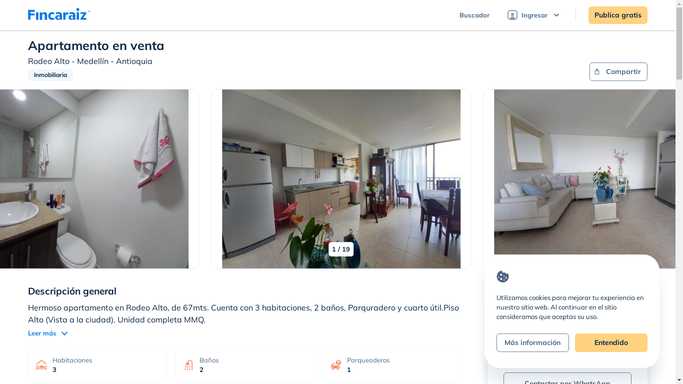 Fincaraiz
Buscador
Ingresar
Publica gratis
Apartamento en venta
Rodeo Alto - Medellín - Antioquia
Inmobiliaria
Compartir
1 / 19
Descripción general
Hermoso apartamento en Rodeo Alto, de 67mts. Cuenta con 3 habitaciones, 2 baños, Parquradero y cuarto útil.Piso
Alto (Vista a la ciudad). Unidad completa MMQ.
Leer más
Habitaciones
3
Baños
2
Parqueaderos
1
Utilizamos cookies para mejorar tu experiencia en
nuestro sitio web. Al continuar en el sitio
consideramos que aceptas su uso.
Más información
Entendido
Contactar por WhatsApp